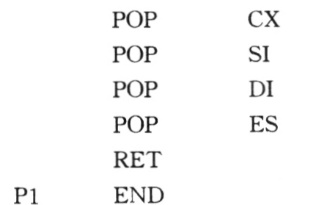 POP CX
POP SI
POP DI
POP ES
RET
P1 END